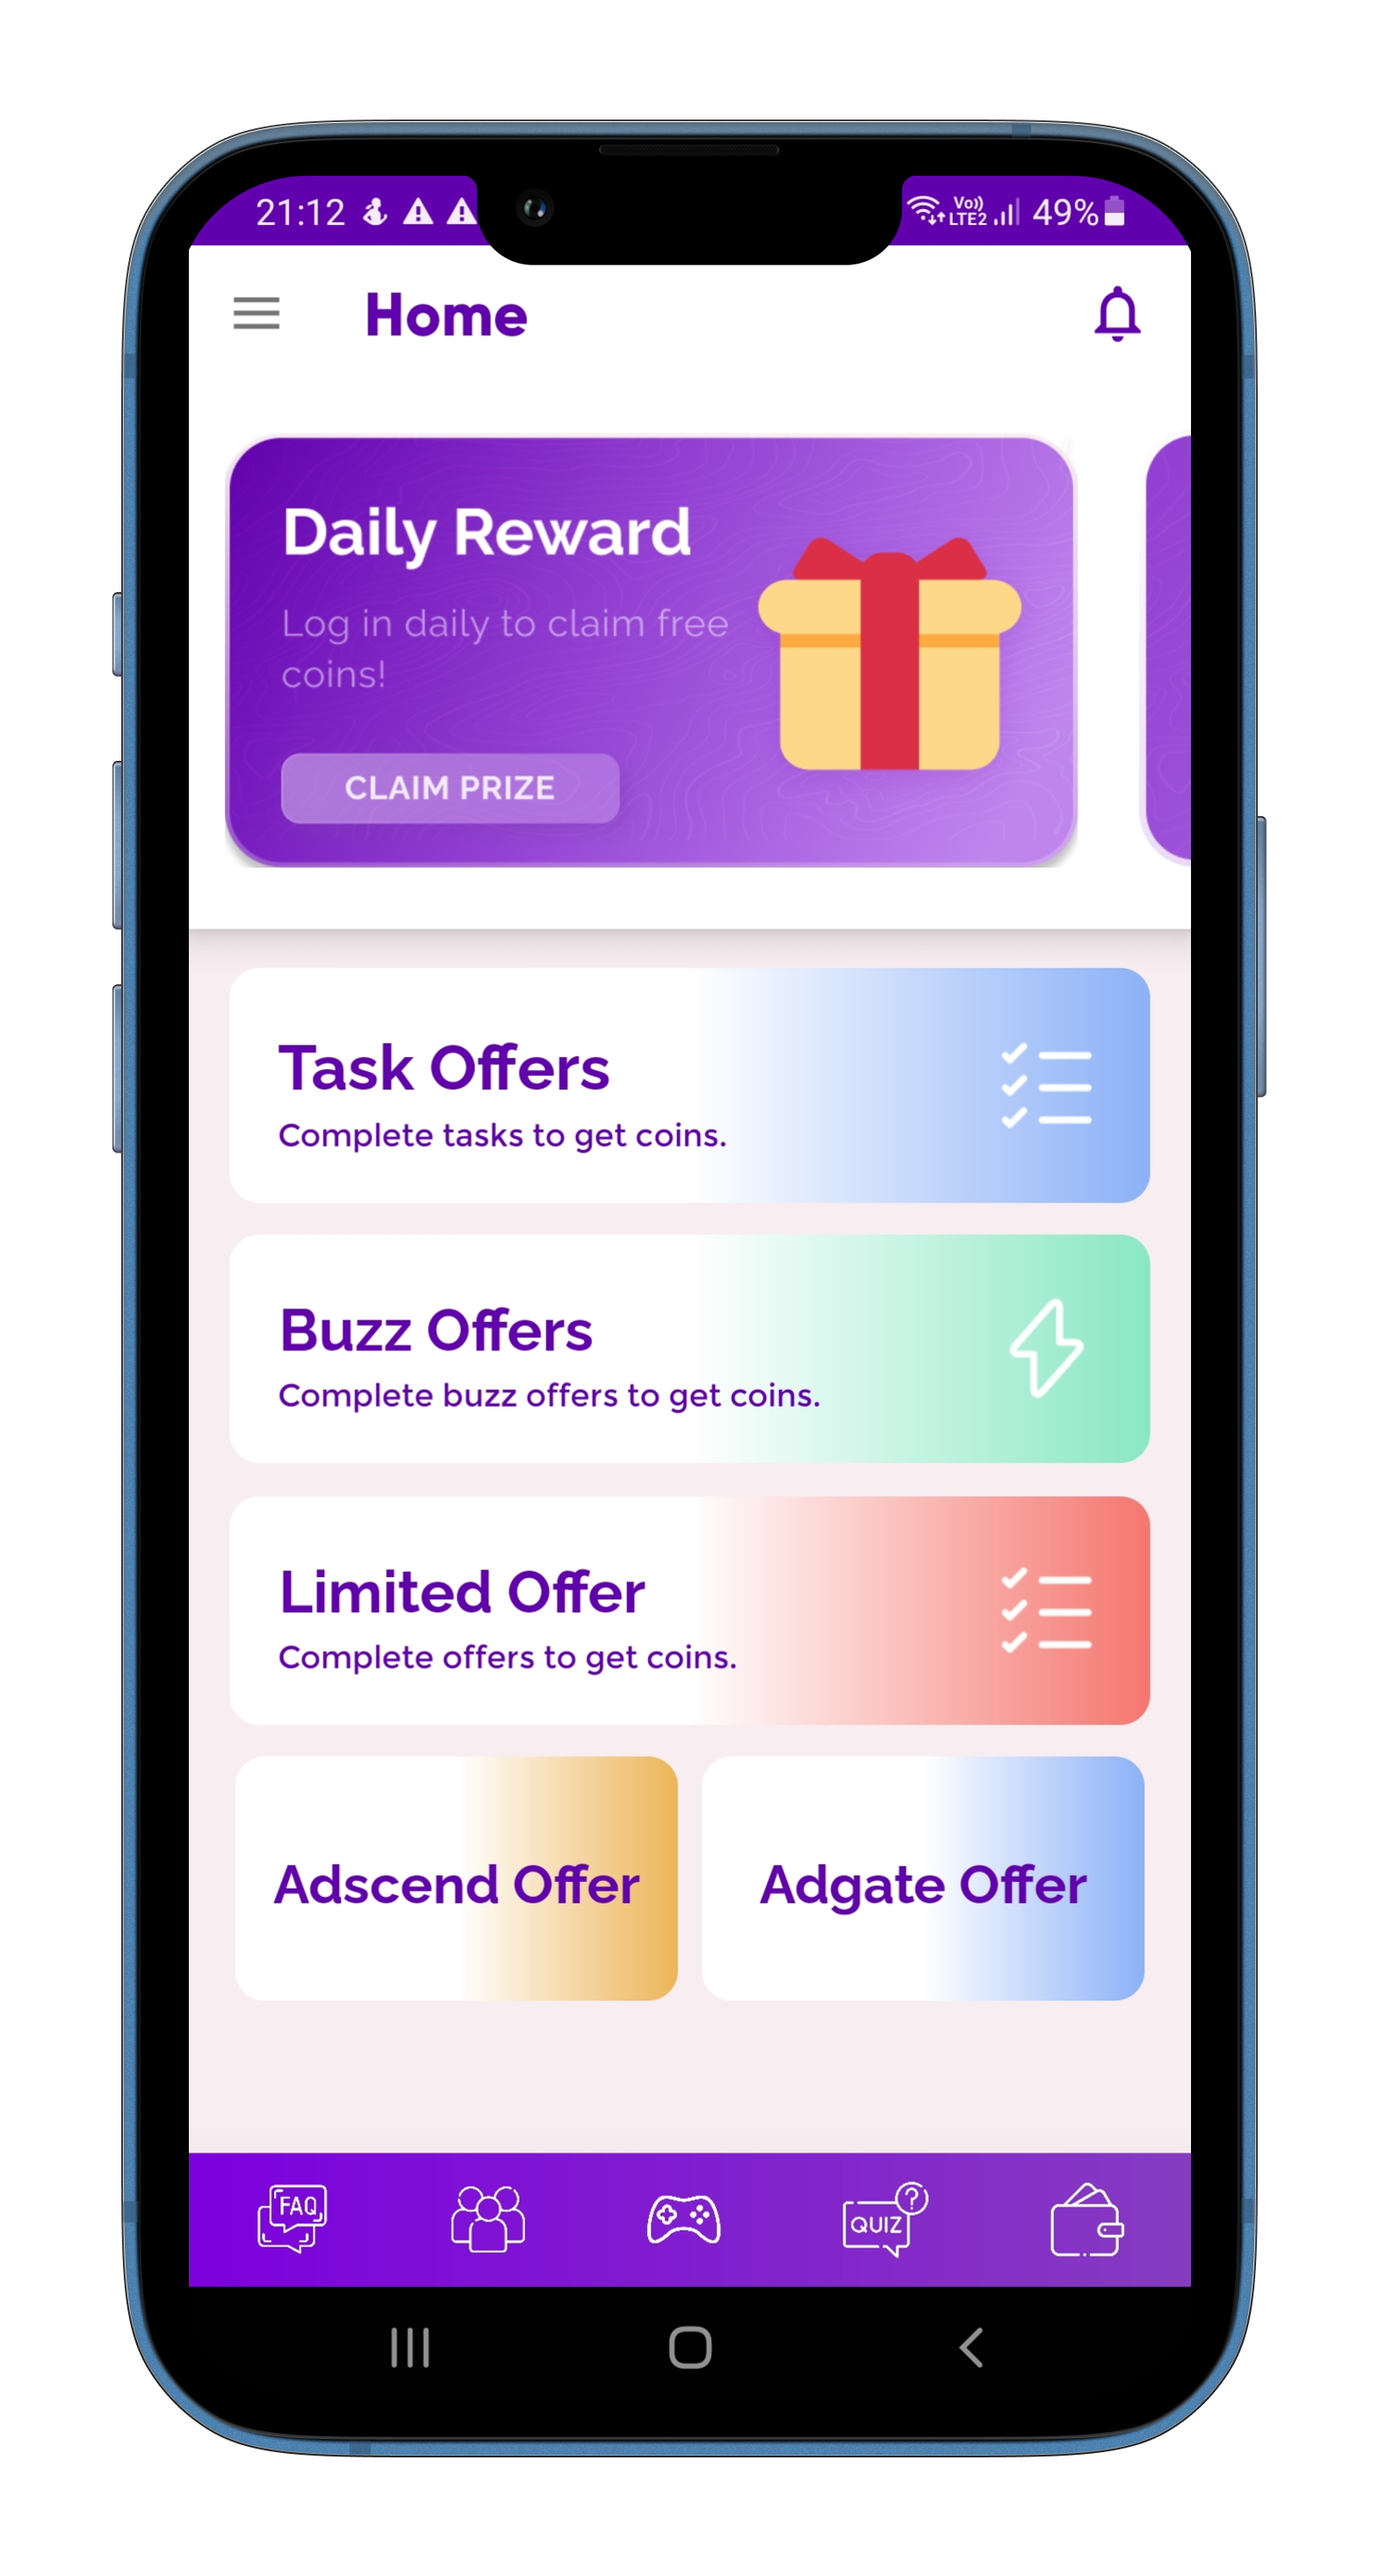 21:12
Vo)) LTE2 49%
Home
Daily Reward
Log in daily to claim free
coins!
CLAIM PRIZE
Task Offers
Complete tasks to get coins.
Buzz Offers
Complete buzz offers to get coins.
Limited Offer
Complete offers to get coins.
Adscend Offer
Adgate Offer
FAQ
QUIZ ?